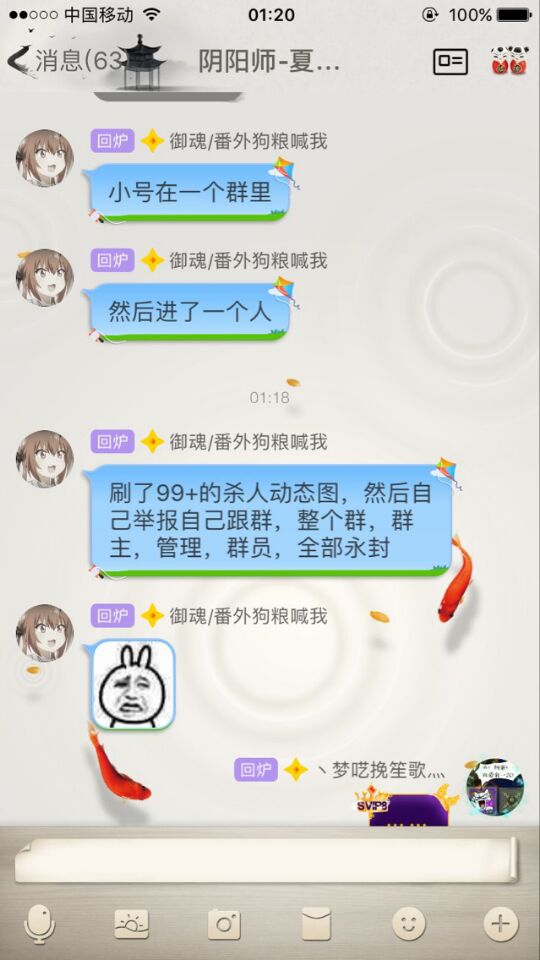 中国移动 01:20 100%
消息(63 阴阳师-夏...
回炉 御魂/番外狗粮喊我
小号在一个群里
回炉 御魂/番外狗粮喊我
然后进了一个人
01:18
回炉 御魂/番外狗粮喊我
刷了99+的杀人动态图，然后自
己举报自己跟群，整个群，群
主，管理，群员，全部永封
回炉 御魂/番外狗粮喊我
回炉 丶梦呓挽笙歌灬
SVIP8